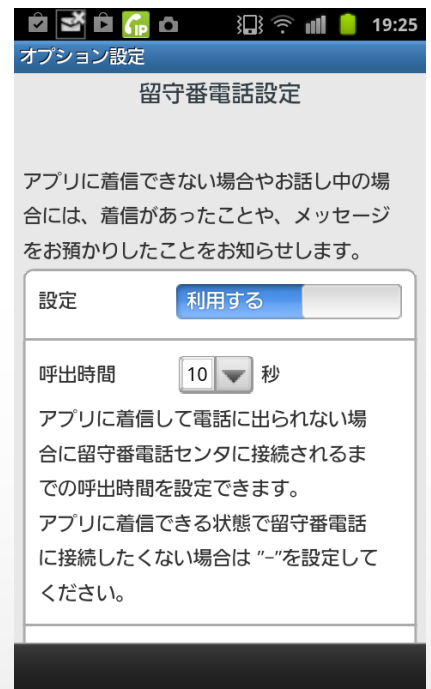 iP
19:25
オプション設定
留守番電話設定
アプリに着信できない場合やお話し中の場
合には、着信があったことや、メッセージ
をお預かりしたことをお知らせします。
設定 利用する
呼出時間 10 秒
アプリに着信して電話に出られない場
合に留守番電話センタに接続されるま
での呼出時間を設定できます。
アプリに着信できる状態で留守番電話
に接続したくない場合は "-"を設定して
ください。